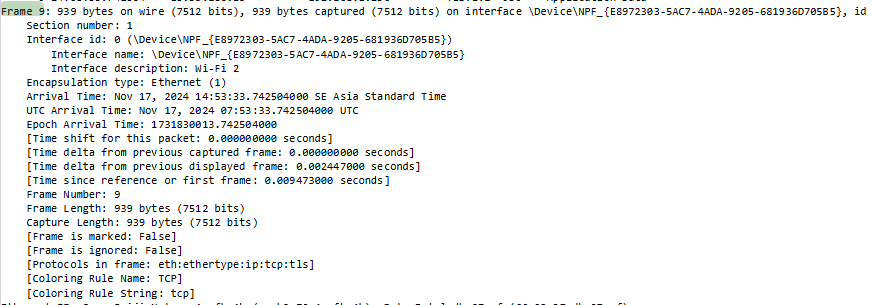 Frame 9: 939 bytes on wire (7512 bits), 939 bytes captured (7512 bits) on interface \Device\NPF_{E8972303-5AC7-4ADA-9205-681936D705B5}, id
Section number: 1
Interface id: 0 (\Device\NPF_{E8972303-5AC7-4ADA-9205-681936D705B5})
Interface name: \Device\NPF_{E8972303-5AC7-4ADA-9205-681936D705B5}
Interface description: Wi-Fi 2
Encapsulation type: Ethernet (1)
Arrival Time: Nov 17, 2024 14:53:33.742504000 SE Asia Standard Time
UTC Arrival Time: Nov 17, 2024 07:53:33.742504000 UTC
Epoch Arrival Time: 1731830013.742504000
[Time shift for this packet: 0.000000000 seconds]
[Time delta from previous captured frame: 0.000000000 seconds]
[Time delta from previous displayed frame: 0.002447000 seconds]
[Time since reference or first frame: 0.009473000 seconds]
Frame Number: 9
Frame Length: 939 bytes (7512 bits)
Capture Length: 939 bytes (7512 bits)
[Frame is marked: False]
[Frame is ignored: False]
[Protocols in frame: eth:ethertype:ip:tcp:tls]
[Coloring Rule Name: TCP]
[Coloring Rule String: tcp]